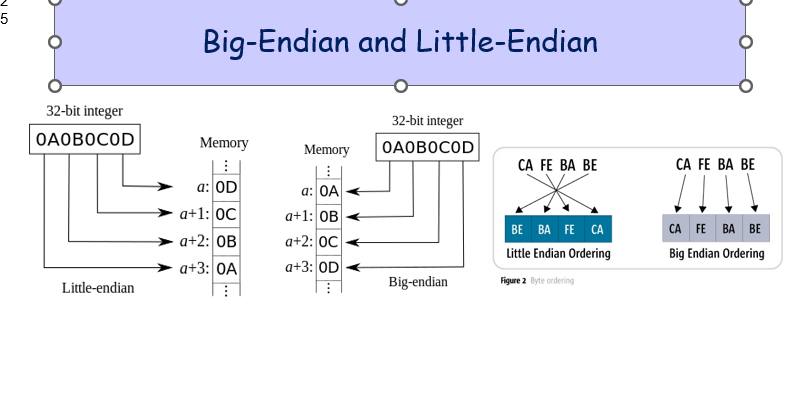 2
5
Big-Endian and Little-Endian
32-bit integer
0A0B0C0D
Memory
⋮
a: 0D
a+1: 0C
a+2: 0B
a+3: 0A
⋮
Little-endian
32-bit integer
0A0B0C0D
Memory
⋮
a: 0A
a+1: 0B
a+2: 0C
a+3: 0D
⋮
Big-endian
CA FE BA BE
BE BA FE CA
Little Endian Ordering
CA FE BA BE
CA FE BA BE
Big Endian Ordering
Figure 2 Byte ordering